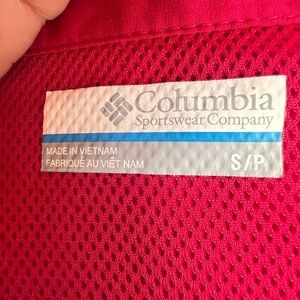 Columbia
Sportswear Company
MADE IN VIETNAM
FABRIQUÉ AU VIÊT NAM
S/P